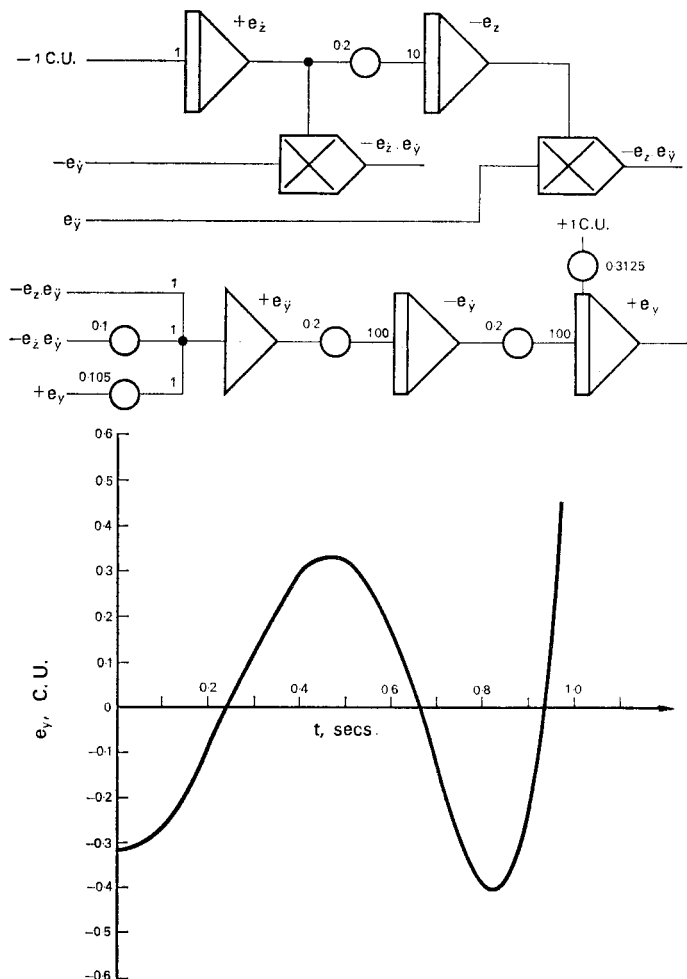 +eż
−ez
0·2
−1 C.U.
1
10
−eẏ
−eż.eẏ
−ez.eÿ
eÿ
+1 C.U.
0·3125
−ez.eÿ
1
+eÿ
−eẏ
+ey
−eż.eẏ
0·1
1
0·2
100
0·2
100
0·105
+ey
1
0·6
0·5
0·4
0·3
0·2
0·1
0
−0·1
−0·2
−0·3
−0·4
−0·5
−0·6
0·2
0·4
0·6
0·8
1·0
t, secs.
ey, C.U.